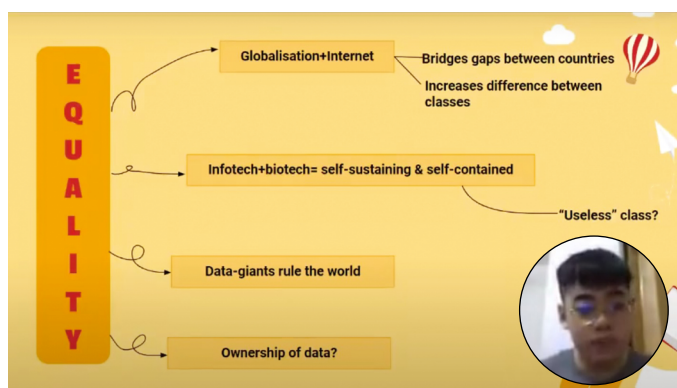 EQUALITY
Globalisation+Internet
Bridges gaps between countries
Increases difference between
classes
Infotech+biotech= self-sustaining & self-contained
“Useless” class?
Data-giants rule the world
Ownership of data?